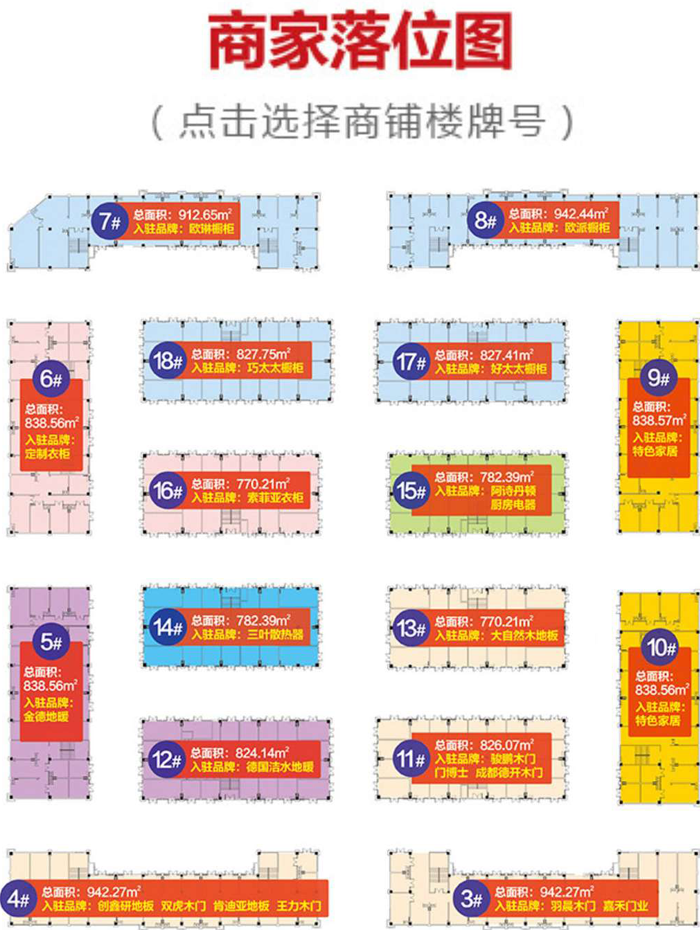 商家落位图
（点击选择商铺楼牌号）
7#
总面积：912.65㎡
入驻品牌：欧琳橱柜
8#
总面积：942.44㎡
入驻品牌：欧派橱柜
6#
总面积：
838.56㎡
入驻品牌：
定制衣柜
18#
总面积：827.75㎡
入驻品牌：巧太太橱柜
17#
总面积：827.41㎡
入驻品牌：好太太橱柜
9#
总面积：
838.57㎡
入驻品牌：
特色家居
16#
总面积：770.21㎡
入驻品牌：索菲亚衣柜
15#
总面积：782.39㎡
入驻品牌：阿诗丹顿
厨房电器
5#
总面积：
838.56㎡
入驻品牌：
金德地暖
14#
总面积：782.39㎡
入驻品牌：三叶散热器
13#
总面积：770.21㎡
入驻品牌：大自然木地板
10#
总面积：
838.56㎡
入驻品牌：
特色家居
12#
总面积：824.14㎡
入驻品牌：德国洁水地暖
11#
总面积：826.07㎡
入驻品牌：骏鹏木门
门博士 成都德开木门
4#
总面积：942.27㎡
入驻品牌：创鑫研地板 双虎木门 肯迪亚地板 王力木门
3#
总面积：942.27㎡
入驻品牌：羽晨木门 嘉禾门业